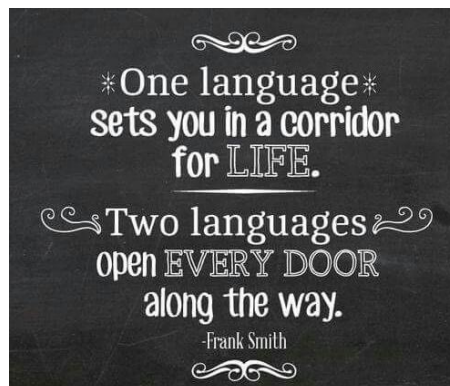 One language
sets you in a corridor
for LIFE.
Two languages
open EVERY DOOR
along the way.
-Frank Smith